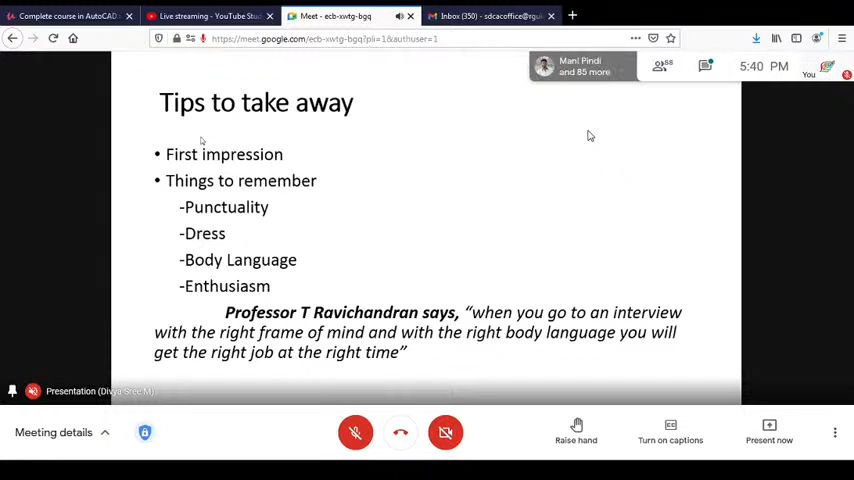 Complete course in AutoCAD
Live streaming - YouTube Stud
Meet - ecb-xwtg-bgq
Inbox (350) - sdcacoffice@rguk
https://meet.google.com/ecb-xwtg-bgq?pli=1&authuser=1
Mani Pindi
and 85 more
88
5:40 PM
You
Tips to take away
• First impression
• Things to remember
-Punctuality
-Dress
-Body Language
-Enthusiasm
Professor T Ravichandran says, “when you go to an interview
with the right frame of mind and with the right body language you will
get the right job at the right time”
Presentation (Divya Sree M)
Meeting details
Raise hand
Turn on captions
Present now